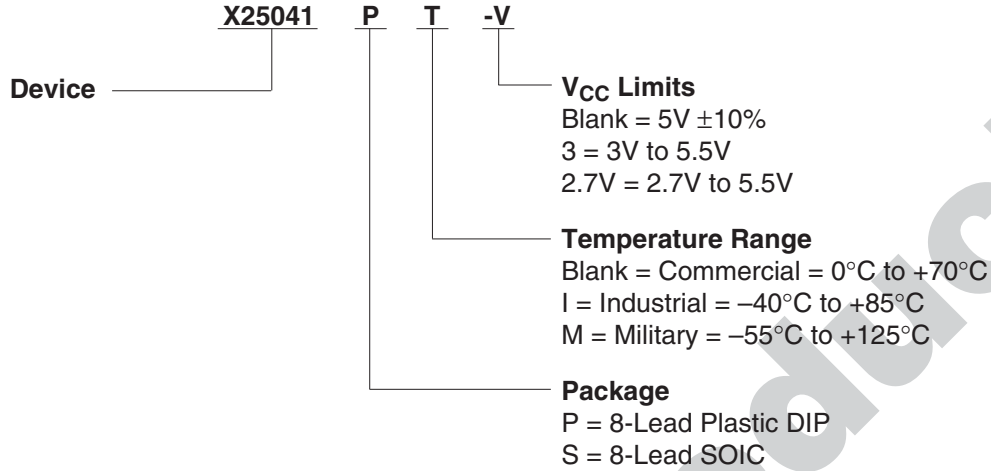 X25041 P T -V
Device
VCC Limits
Blank = 5V ±10%
3 = 3V to 5.5V
2.7V = 2.7V to 5.5V
Temperature Range
Blank = Commercial = 0°C to +70°C
I = Industrial = –40°C to +85°C
M = Military = –55°C to +125°C
Package
P = 8-Lead Plastic DIP
S = 8-Lead SOIC